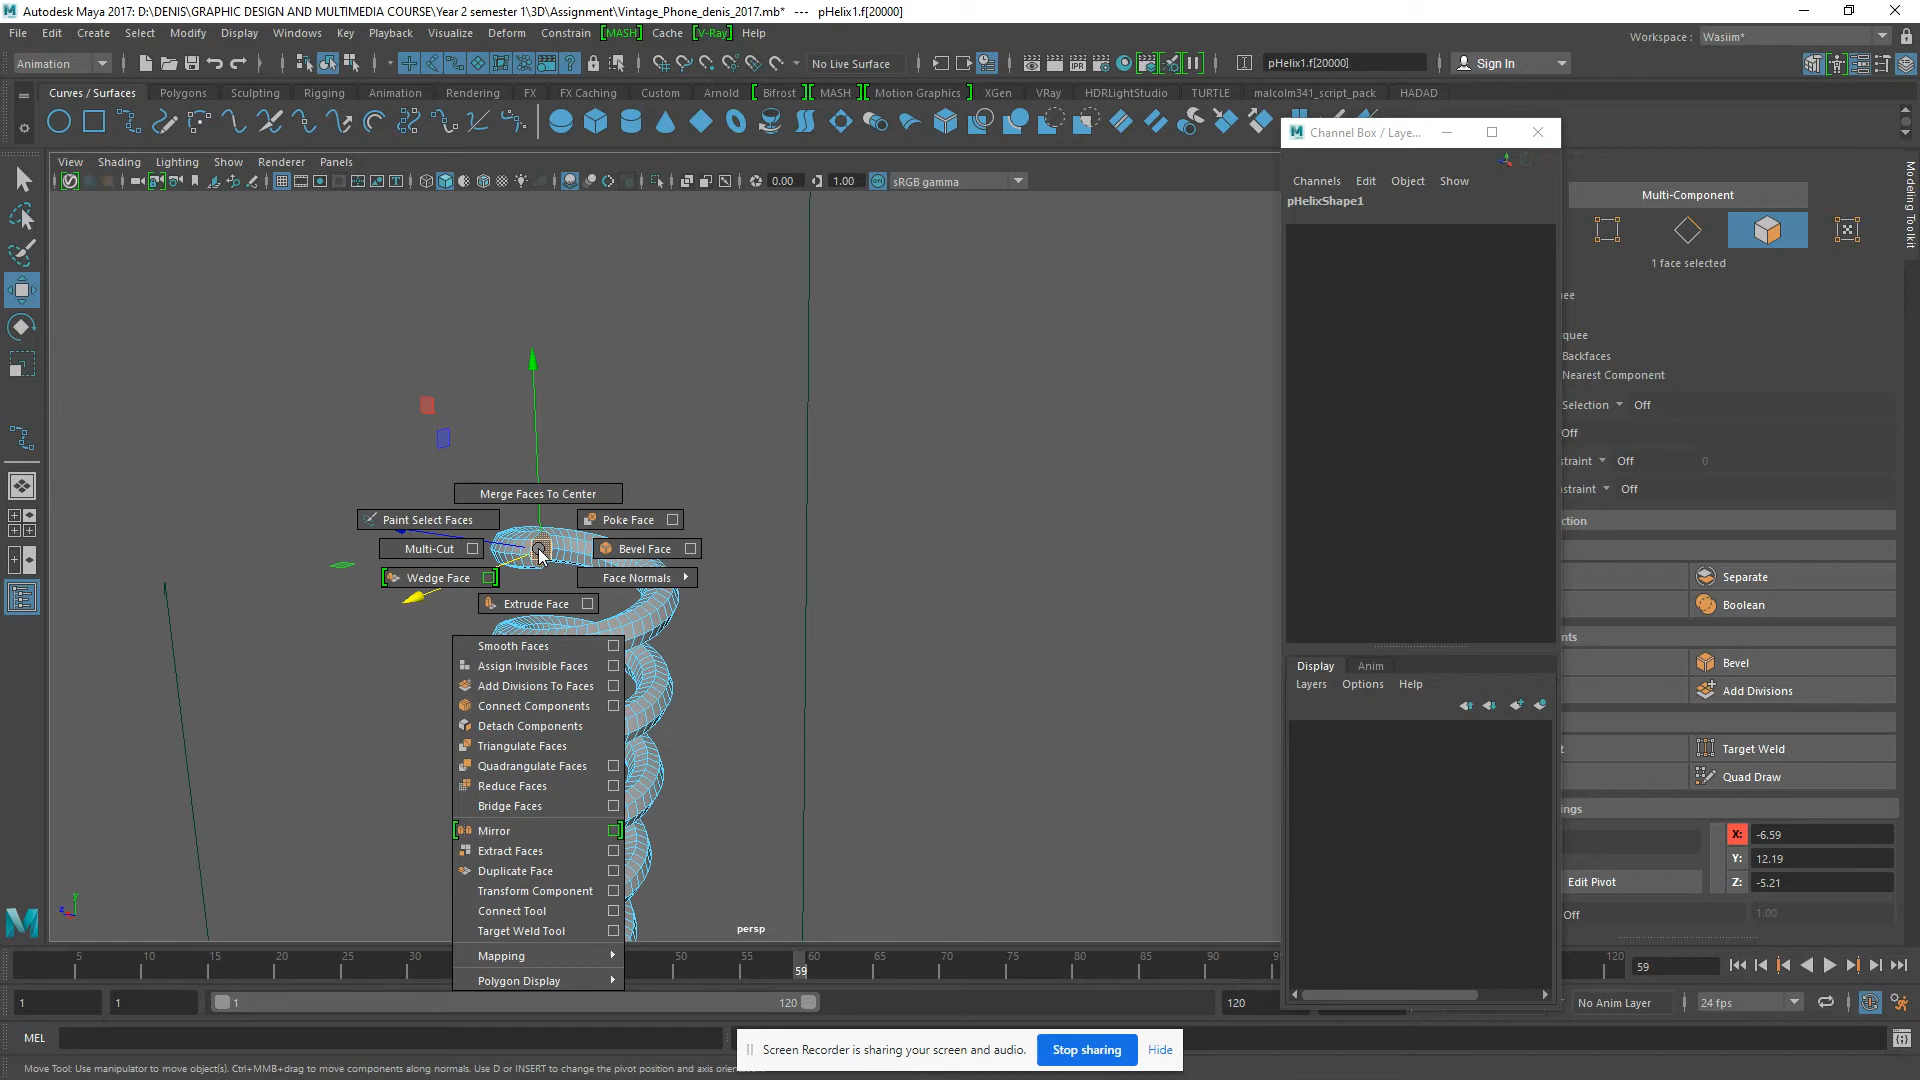 Autodesk Maya 2017: D:\DENIS\GRAPHIC DESIGN AND MULTIMEDIA COURSE\Year 2 semester 1\3D\Assignment\Vintage_Phone_denis_2017.mb* --- pHelix1.f[20000]
File Edit Create Select Modify Display Windows Key Playback Visualize Deform Constrain [MASH] Cache [V-Ray] Help
Workspace : Wasiim*
Animation No Live Surface pHelix1.f[20000] Sign In
Curves / Surfaces Polygons Sculpting Rigging Animation Rendering FX FX Caching Custom Arnold [ Bifrost ] [ MASH ] [ Motion Graphics ] XGen VRay HDRLightStudio TURTLE malcolm341_script_pack HADAD
Channel Box / Laye...
View Shading Lighting Show Renderer Panels
0.00 1.00 sRGB gamma
Channels Edit Object Show
pHelixShape1
Modeling Toolkit
Multi-Component
1 face selected
ee
quee
Backfaces
Nearest Component
Selection Off
Off
straint Off 0
nstraint Off
ction
Separate
Boolean
nts
Bevel
Add Divisions
t Target Weld
Quad Draw
ings
X: -6.59
Y: 12.19
Edit Pivot Z: -5.21
Off 1.00
Merge Faces To Center
Paint Select Faces Poke Face
Multi-Cut Bevel Face
Wedge Face Face Normals
Extrude Face
Smooth Faces
Assign Invisible Faces
Add Divisions To Faces
Connect Components
Detach Components
Triangulate Faces
Quadrangulate Faces
Reduce Faces
Bridge Faces
Mirror
Extract Faces
Duplicate Face
Transform Component
Connect Tool
Target Weld Tool
Mapping
Polygon Display
Display Anim
Layers Options Help
y
z
persp
5 10 15 20 25 30 50 55 59 60 65 70 75 80 85 90 9 120 59
1 1 1 120 120 No Anim Layer 24 fps
MEL
Screen Recorder is sharing your screen and audio. Stop sharing Hide
Move Tool: Use manipulator to move object(s). Ctrl+MMB+drag to move components along normals. Use D or INSERT to change the pivot position and axis orient